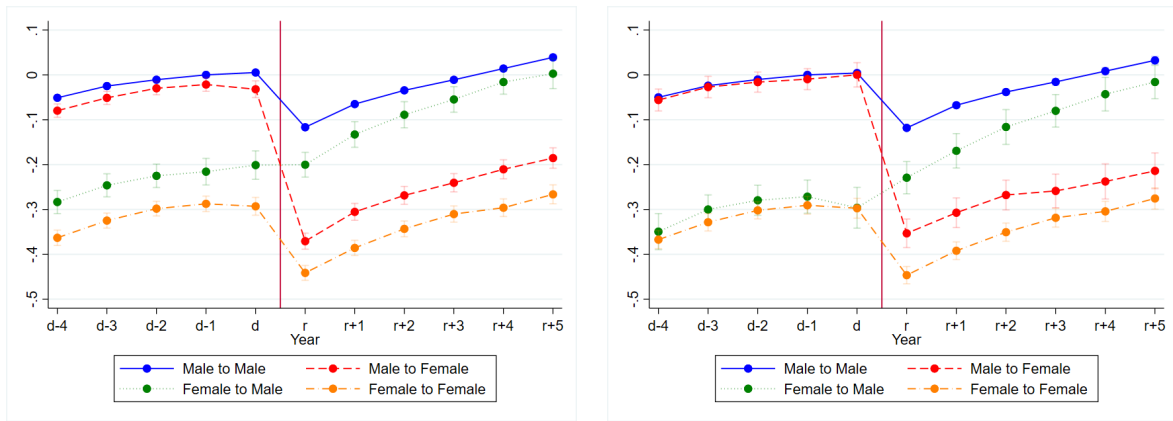 .1
0
-.1
-.2
-.3
-.4
-.5
d-4 d-3 d-2 d-1 d r r+1 r+2 r+3 r+4 r+5
Year
Male to Male Male to Female
Female to Male Female to Female
.1
0
-.1
-.2
-.3
-.4
-.5
d-4 d-3 d-2 d-1 d r r+1 r+2 r+3 r+4 r+5
Year
Male to Male Male to Female
Female to Male Female to Female